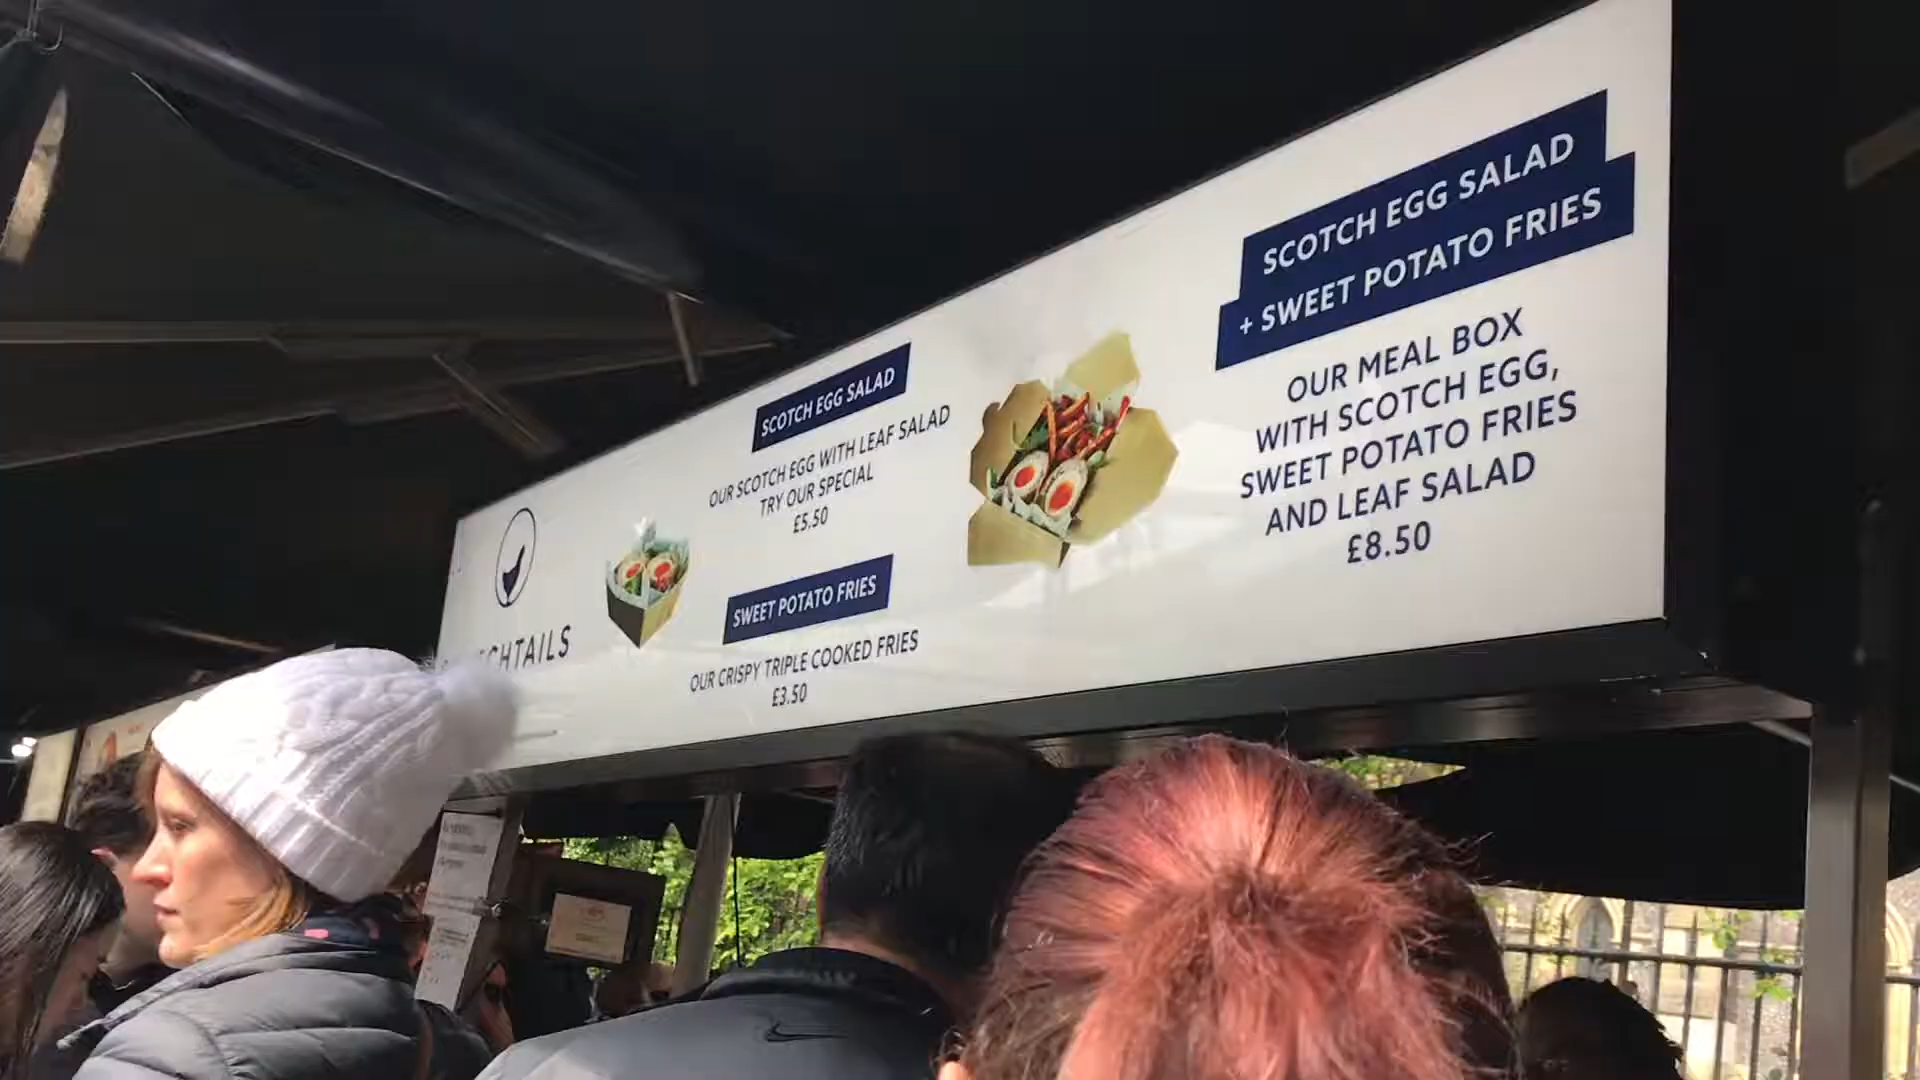 SCOTCH EGG SALAD
OUR SCOTCH EGG WITH LEAF SALAD
TRY OUR SPECIAL
£5.50
SWEET POTATO FRIES
OUR CRISPY TRIPLE COOKED FRIES
£3.50
SCOTCH EGG SALAD
+ SWEET POTATO FRIES
OUR MEAL BOX
WITH SCOTCH EGG,
SWEET POTATO FRIES
AND LEAF SALAD
£8.50